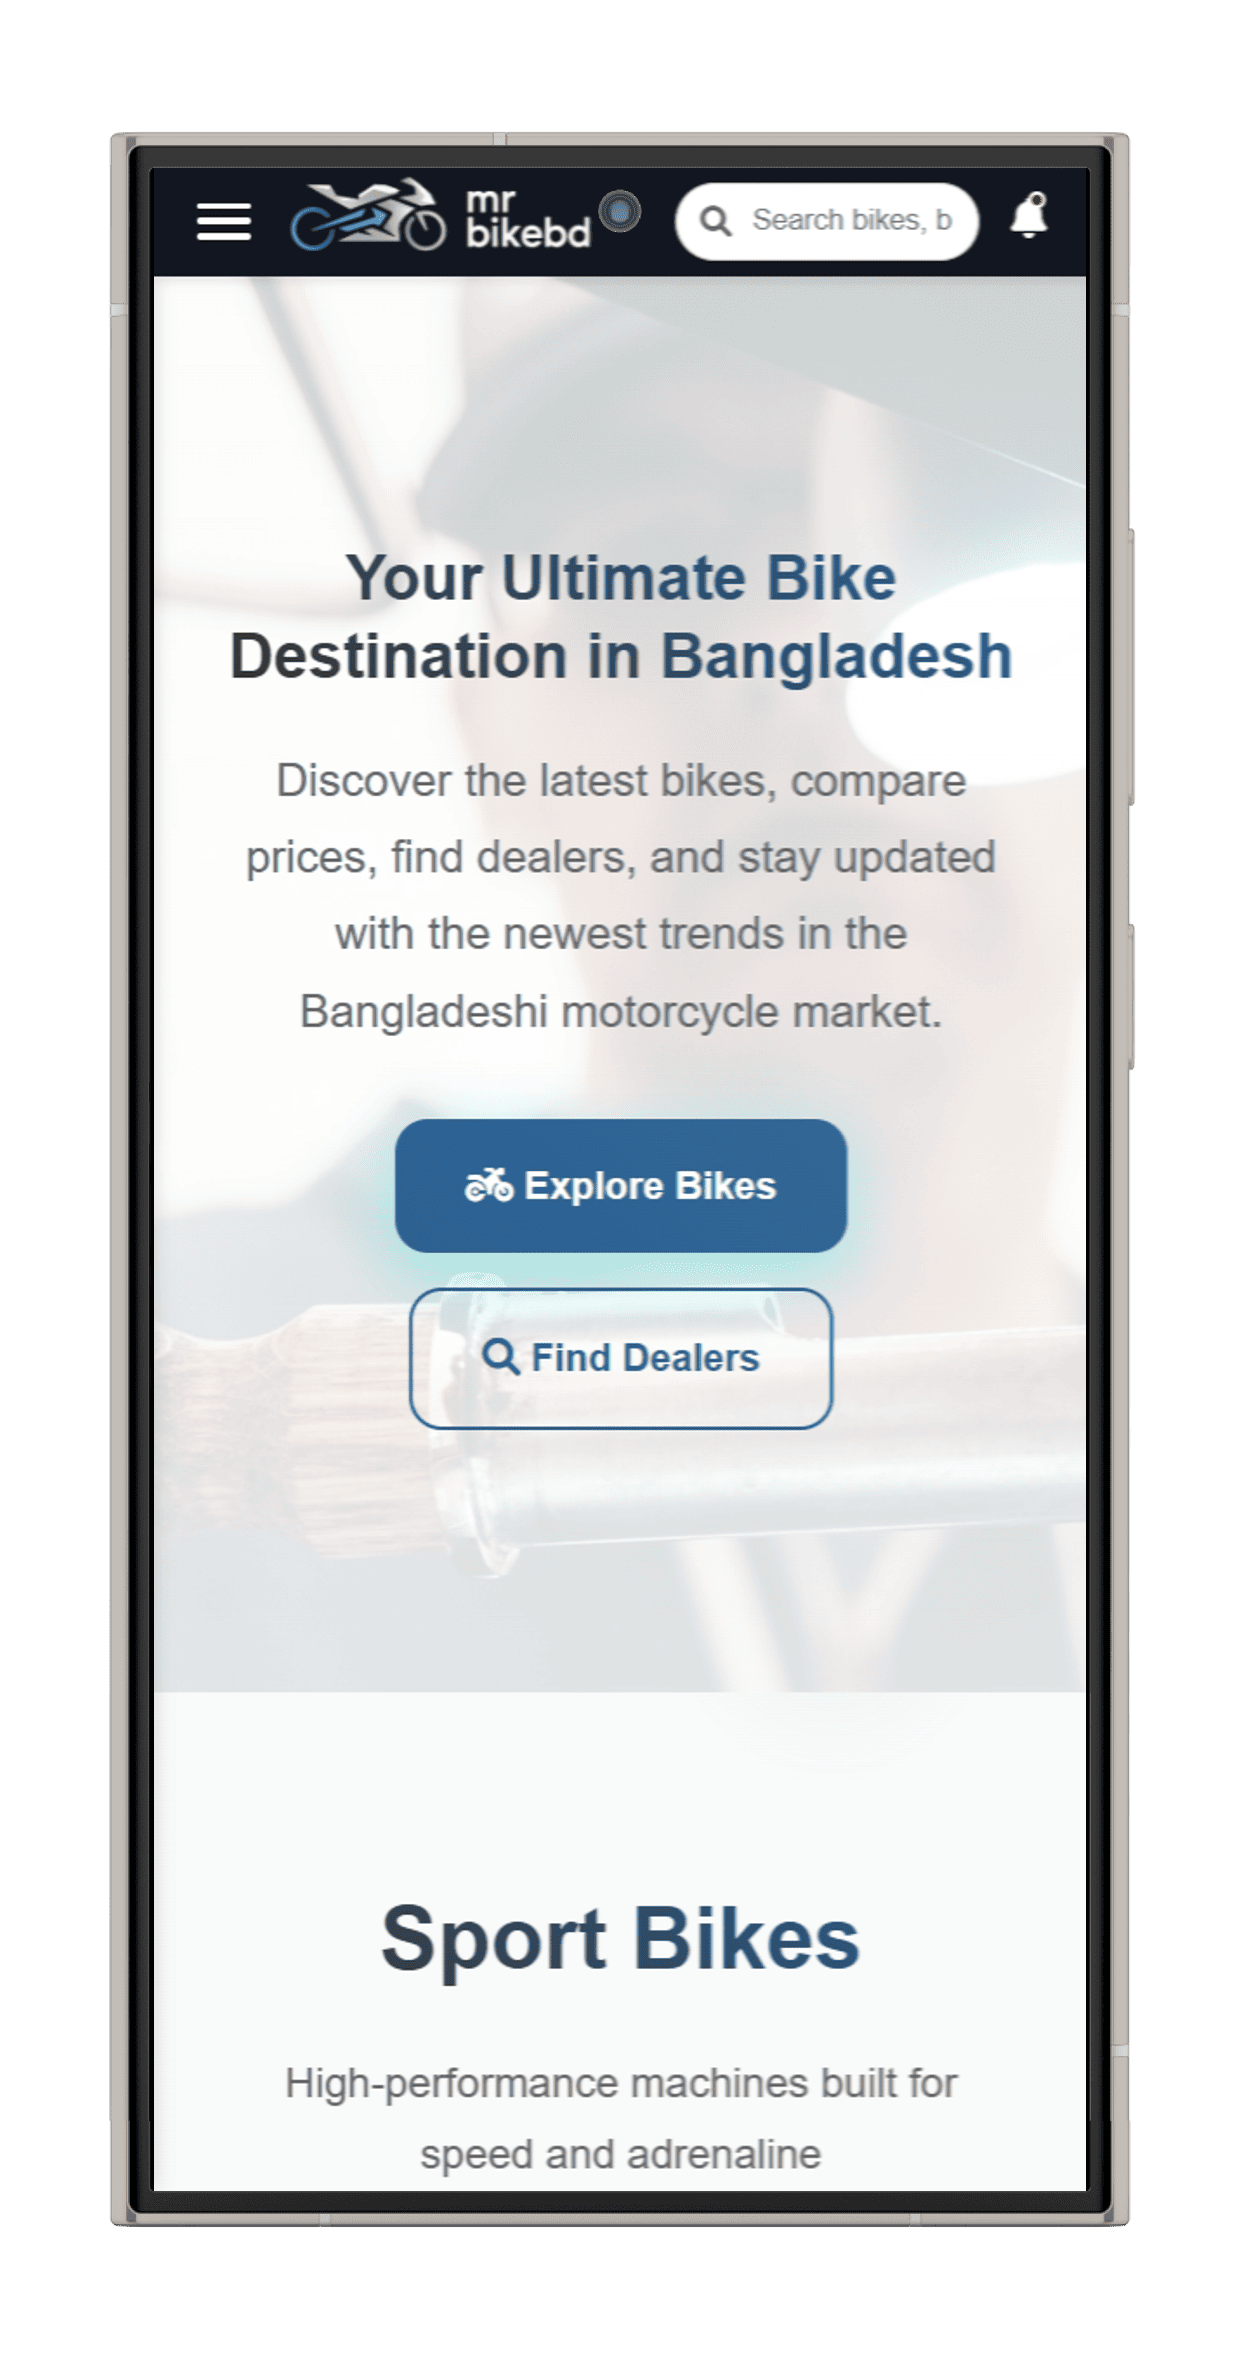 mr
bikebd
Search bikes, b
Your Ultimate Bike
Destination in Bangladesh
Discover the latest bikes, compare
prices, find dealers, and stay updated
with the newest trends in the
Bangladeshi motorcycle market.
Explore Bikes
Find Dealers
Sport Bikes
High-performance machines built for
speed and adrenaline